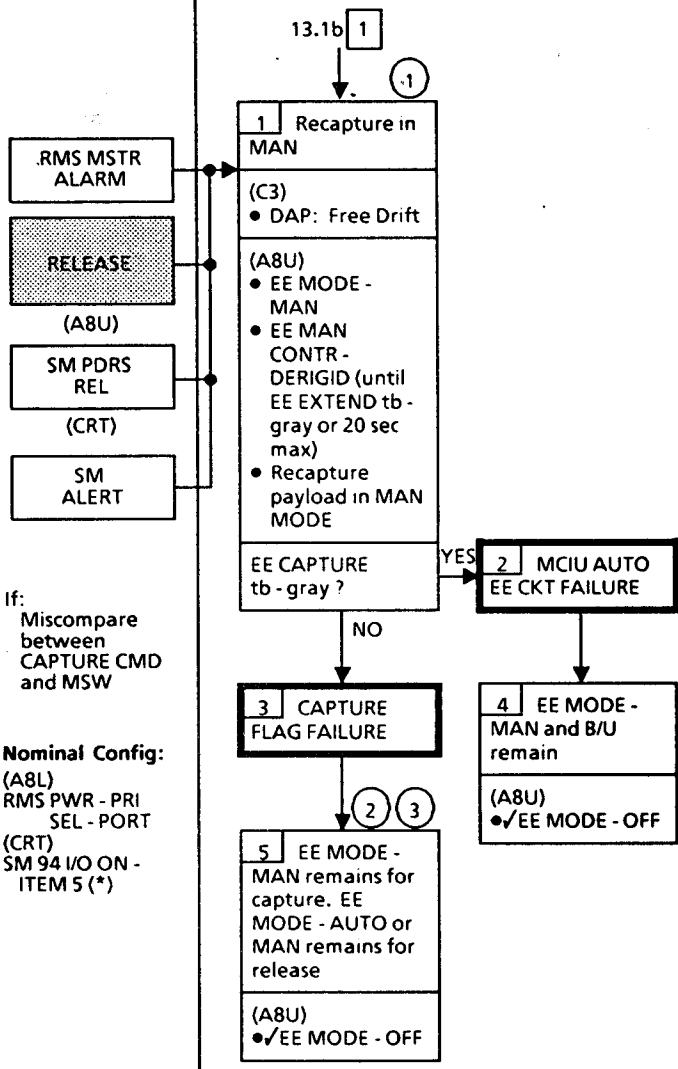 13.1b 1
1
1 Recapture in
MAN
(C3)
● DAP: Free Drift
(A8U)
● EE MODE -
MAN
● EE MAN
CONTR -
DERIGID (until
EE EXTEND tb -
gray or 20 sec
max)
● Recapture
payload in MAN
MODE
EE CAPTURE
tb - gray ?
RMS MSTR
ALARM
RELEASE
(A8U)
SM PDRS
REL
(CRT)
SM
ALERT
YES
2 MCIU AUTO
EE CKT FAILURE
NO
If:
Miscompare
between
CAPTURE CMD
and MSW
3 CAPTURE
FLAG FAILURE
4 EE MODE -
MAN and B/U
remain
(A8U)
●✓EE MODE - OFF
Nominal Config:
(A8L)
RMS PWR - PRI
SEL - PORT
(CRT)
SM 94 I/O ON -
ITEM 5 (*)
2 3
5 EE MODE -
MAN remains for
capture. EE
MODE - AUTO or
MAN remains for
release
(A8U)
●✓EE MODE - OFF